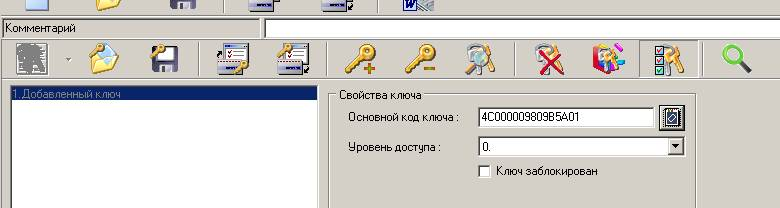 Комментарий
1.Добавленный ключ
Свойства ключа
Основной код ключа : 4C000009809B5A01
Уровень доступа : 0.
Ключ заблокирован